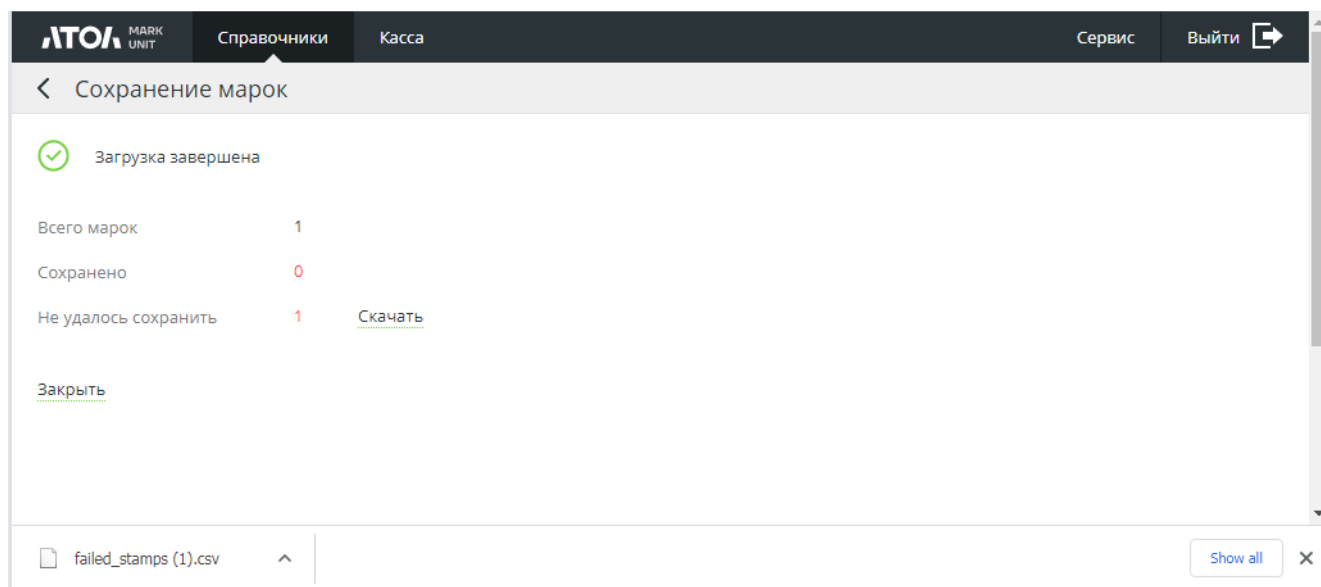 АТОЛ MARK UNIT Справочники Касса Сервис Выйти
Сохранение марок
Загрузка завершена
Всего марок 1
Сохранено 0
Не удалось сохранить 1 Скачать
Закрыть
failed_stamps (1).csv Show all